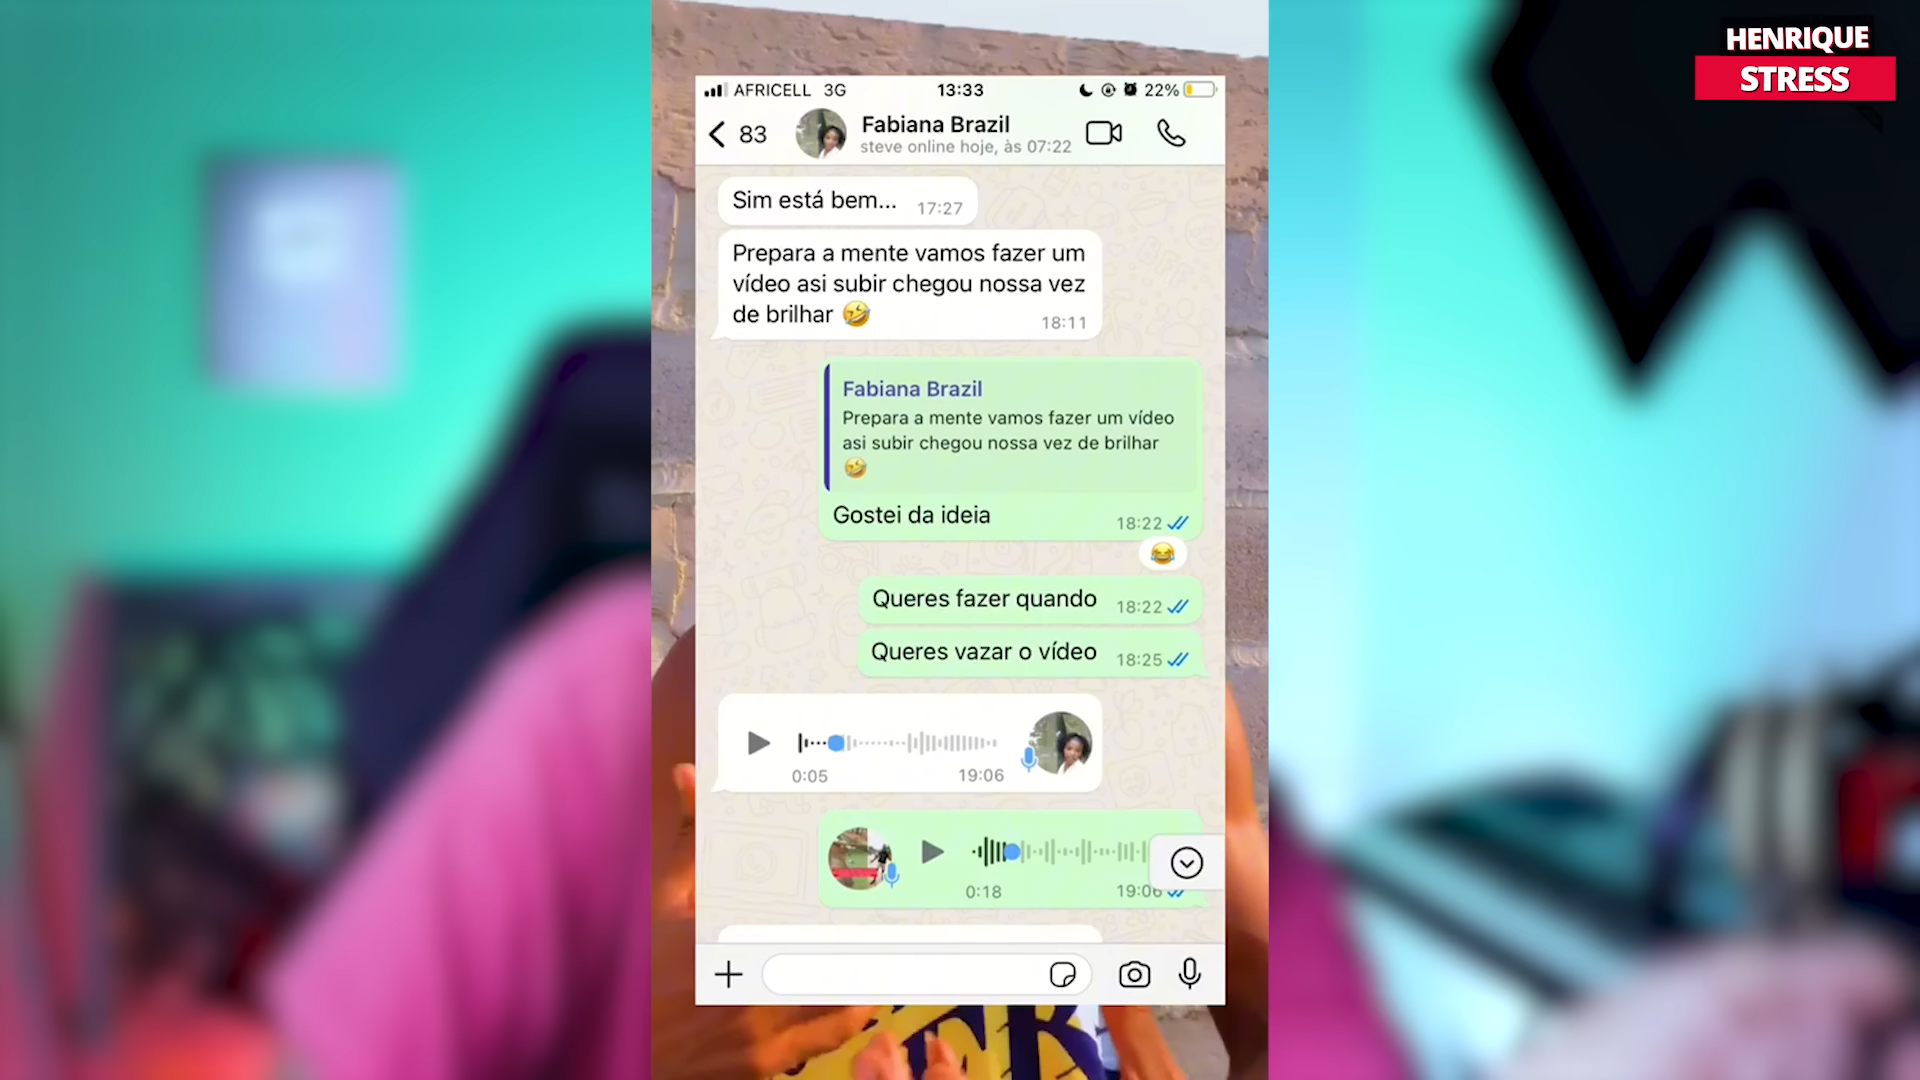 HENRIQUE
STRESS
AFRICELL 3G 13:33 22%
83 Fabiana Brazil
steve online hoje, às 07:22
Sim está bem... 17:27
Prepara a mente vamos fazer um
vídeo asi subir chegou nossa vez
de brilhar 🤣 18:11
Fabiana Brazil
Prepara a mente vamos fazer um vídeo
asi subir chegou nossa vez de brilhar
🤣
Gostei da ideia 18:22
😂
Queres fazer quando 18:22
Queres vazar o vídeo 18:25
0:05 19:06
0:18 19:06